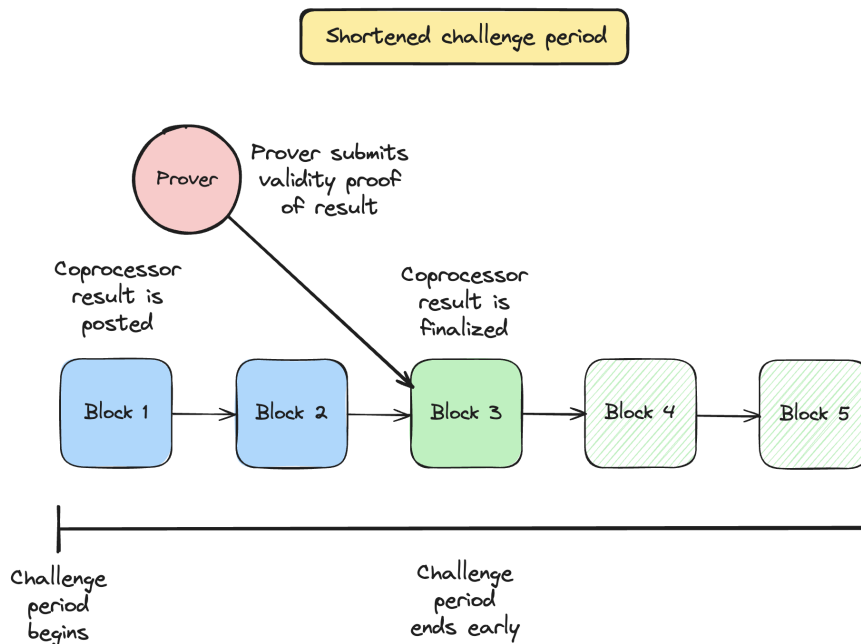 Shortened challenge period
Prover
Prover submits
validity proof
of result
Coprocessor
result is
posted
Coprocessor
result is
finalized
Block 1
Block 2
Block 3
Block 4
Block 5
Challenge
period
begins
Challenge
period
ends early